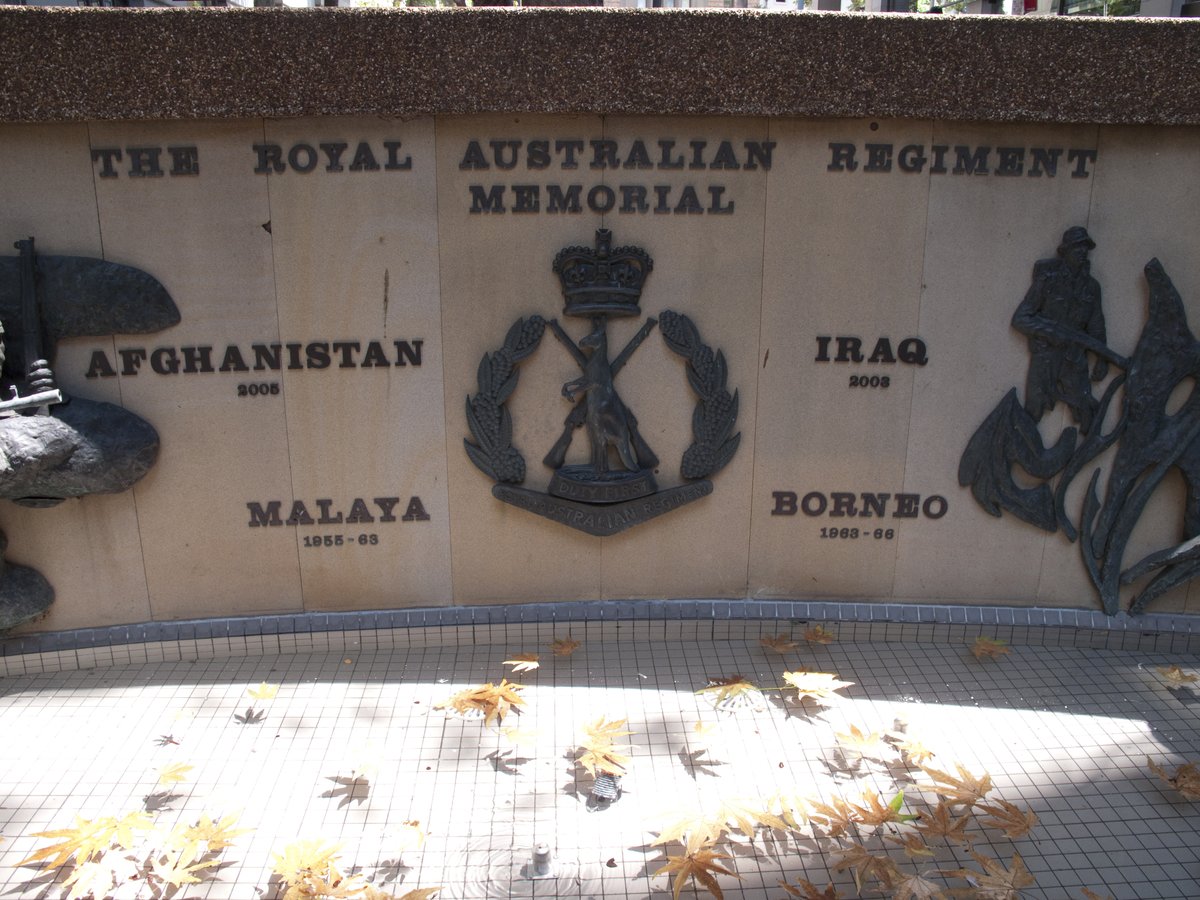 THE ROYAL AUSTRALIAN REGIMENT
MEMORIAL
AFGHANISTAN
2005
IRAQ
2003
MALAYA
1955-63
BORNEO
1963-66
DUTY FIRST
AUSTRALIAN REGIMENT